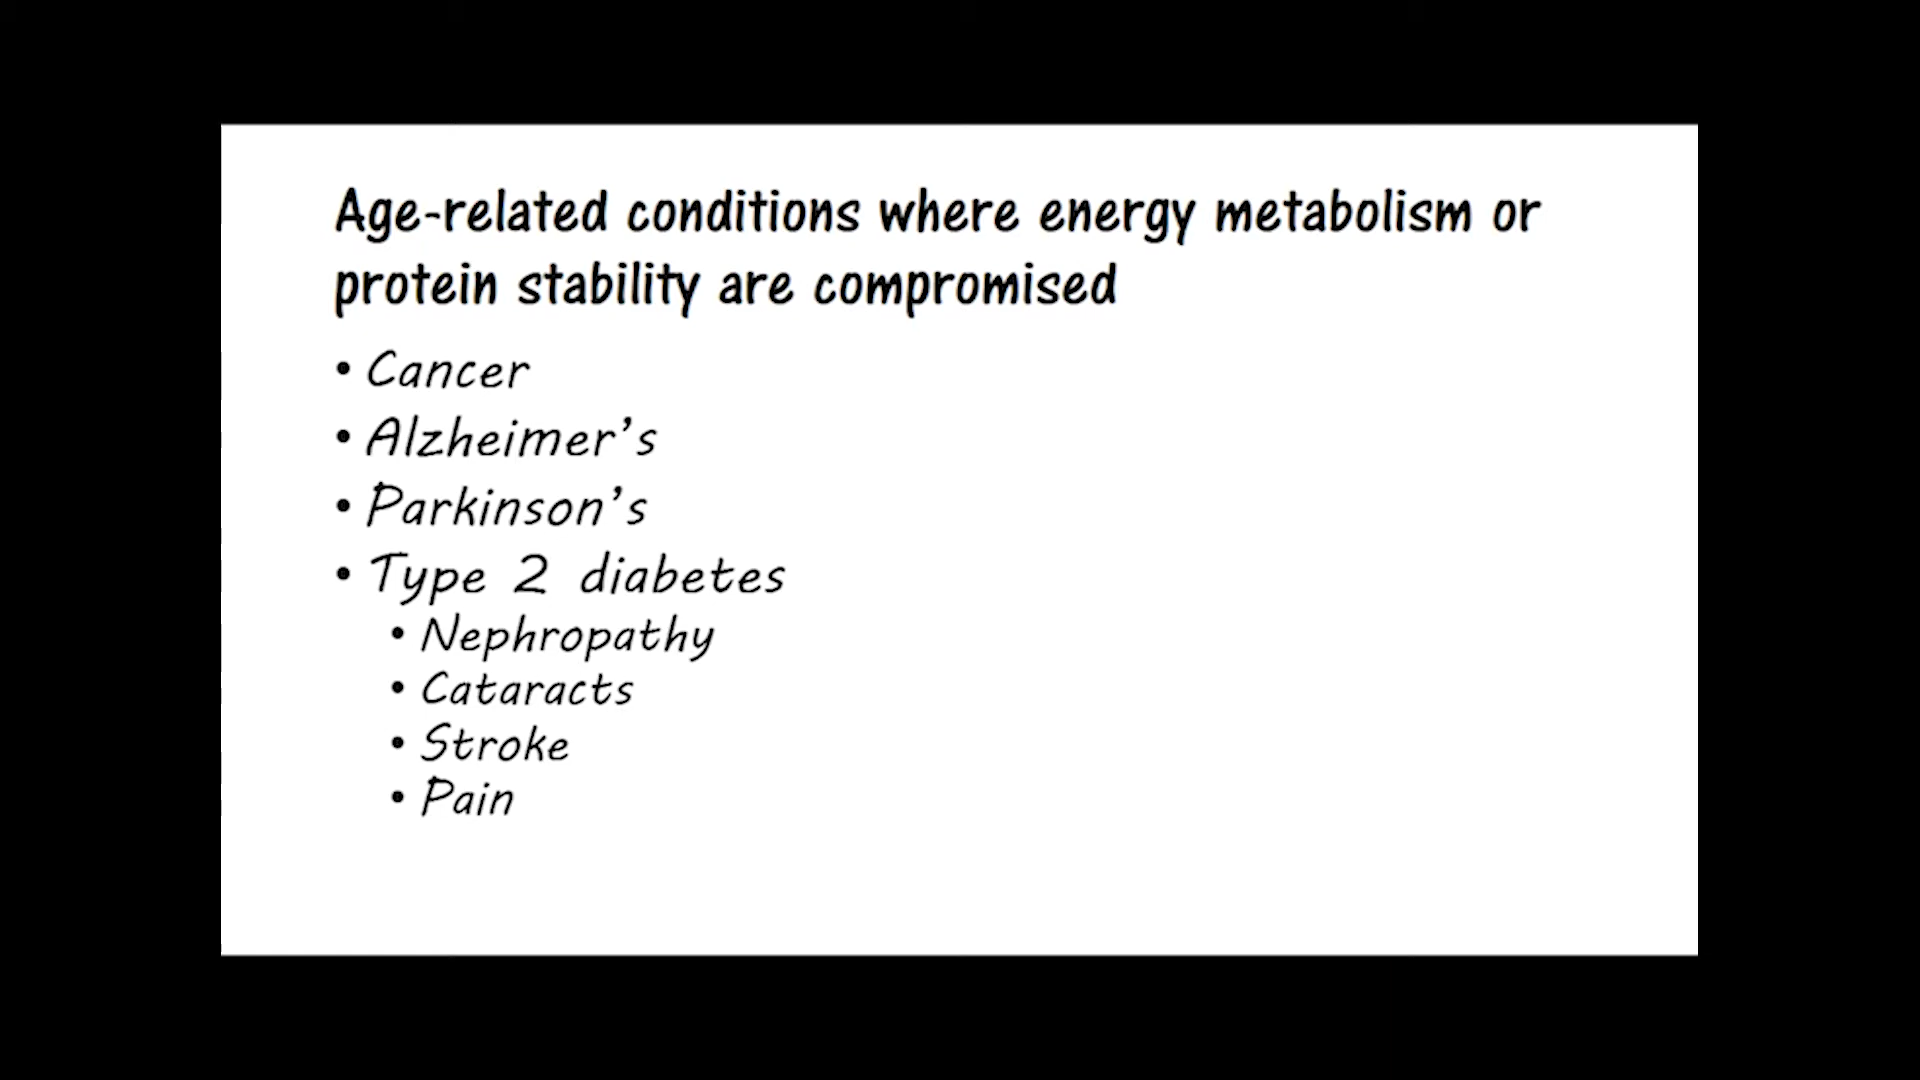 Age-related conditions where energy metabolism or
protein stability are compromised
• Cancer
• Alzheimer's
• Parkinson's
• Type 2 diabetes
• Nephropathy
• Cataracts
• Stroke
• Pain